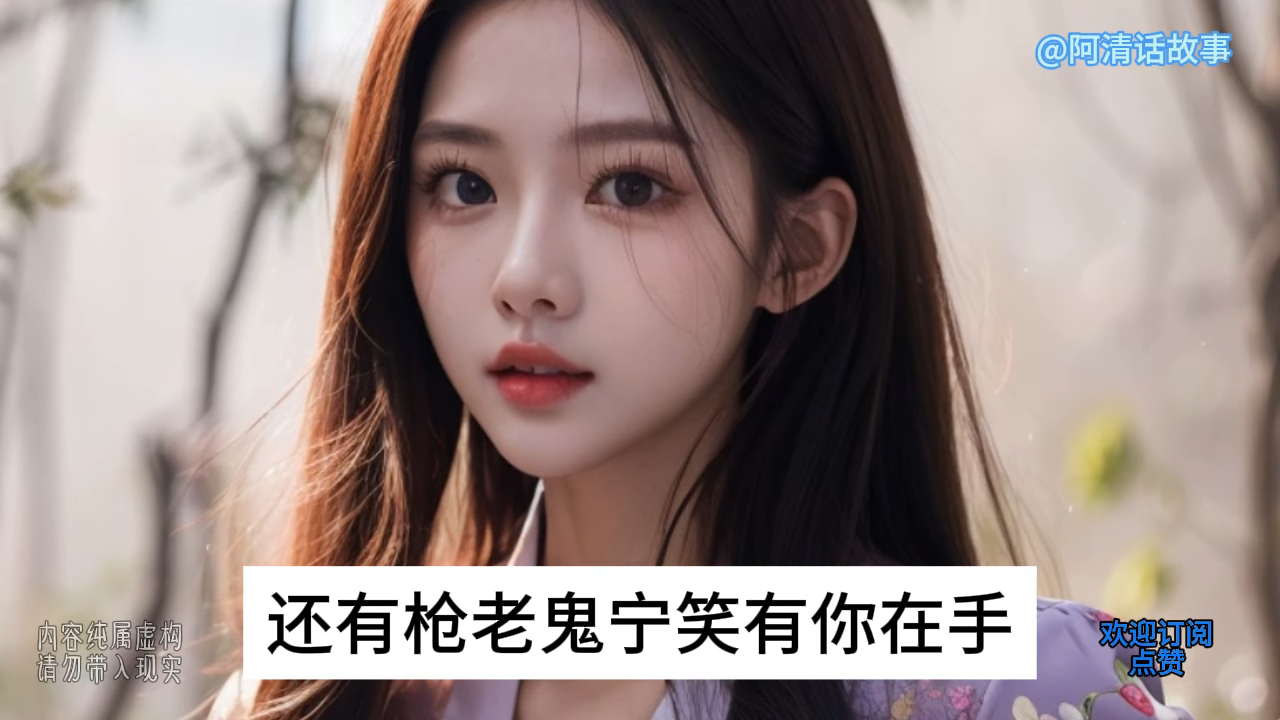 @阿清话故事
还有枪老鬼宁笑有你在手
内容纯属虚构
请勿带入现实
欢迎订阅
点赞